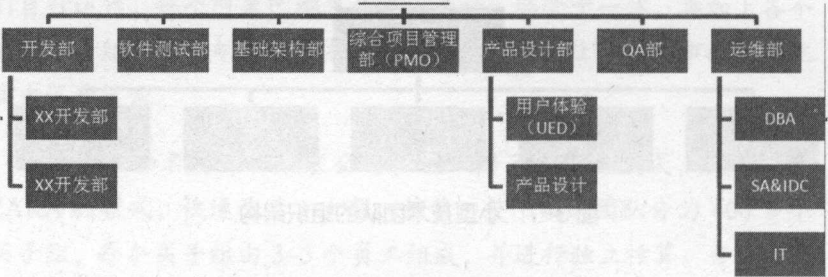 开发部
软件测试部
基础架构部
综合项目管理
部（PMO）
产品设计部
QA部
运维部
XX开发部
XX开发部
用户体验
（UED）
产品设计
DBA
SA&IDC
IT